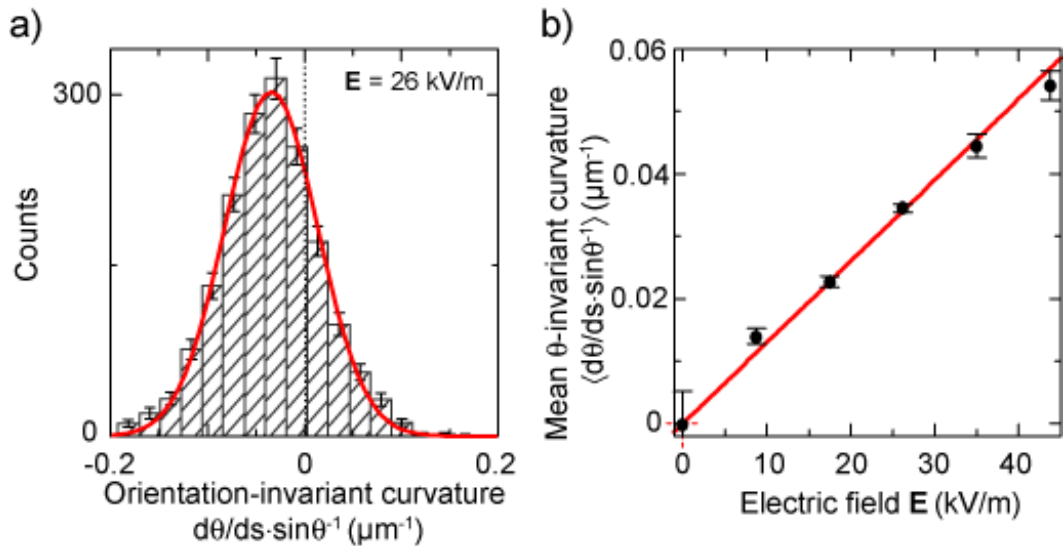 a)
E = 26 kV/m
300
0
Counts
-0.2
0
0.2
Orientation-invariant curvature
dθ/ds·sinθ⁻¹ (μm⁻¹)
b)
0.06
0.04
0.02
0
Mean θ-invariant curvature
⟨dθ/ds·sinθ⁻¹⟩ (μm⁻¹)
0
10
20
30
40
Electric field E (kV/m)